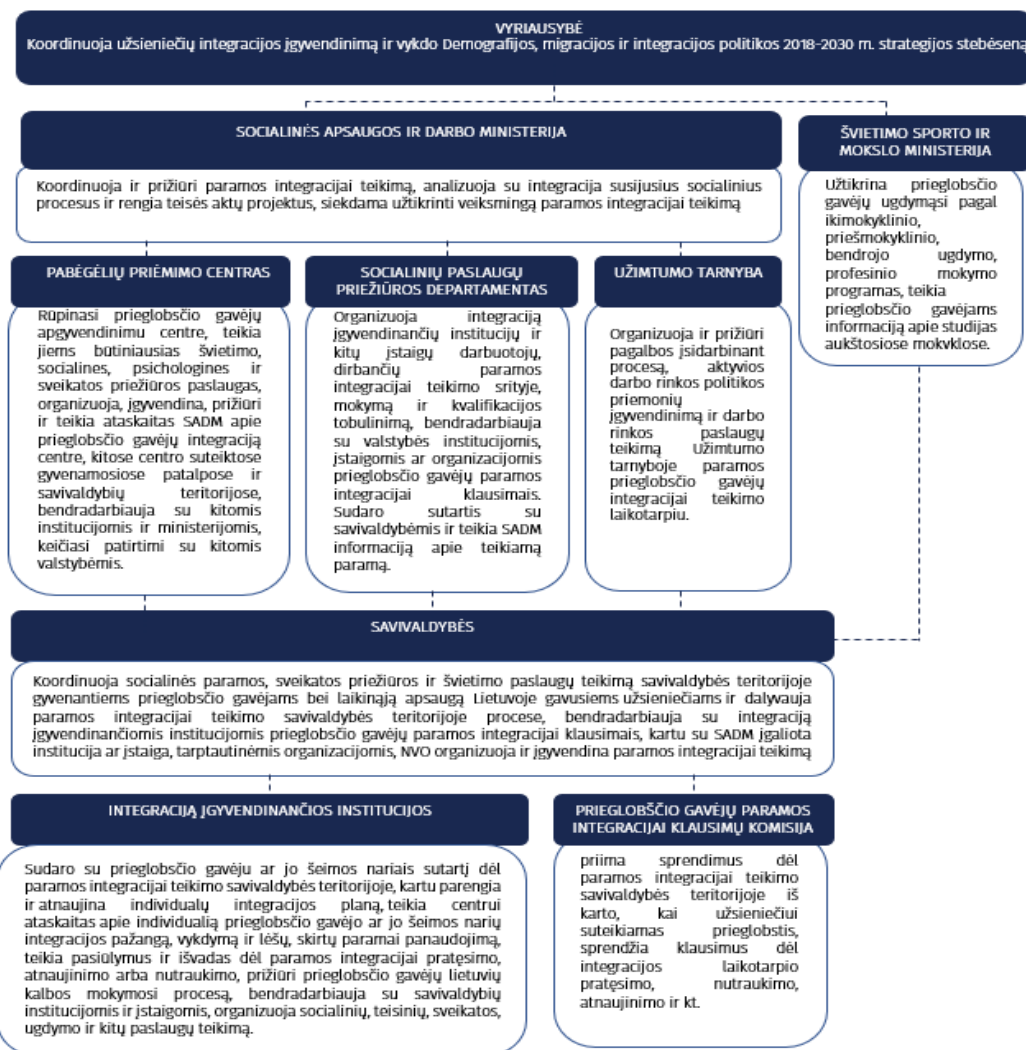 VYRIAUSYBĖ
Koordinuoja užsieniečių integracijos įgyvendinimą ir vykdo Demografijos, migracijos ir integracijos politikos 2018-2030 m. strategijos stebėseną
SOCIALINĖS APSAUGOS IR DARBO MINISTERIJA
Koordinuoja ir prižiūri paramos integracijai teikimą, analizuoja su integracija susijusius socialinius
procesus ir rengia teisės aktų projektus, siekdama užtikrinti veiksmingą paramos integracijai teikimą
ŠVIETIMO SPORTO IR
MOKSLO MINISTERIJA
Užtikrina prieglobsčio
gavėjų ugdymąsi pagal
ikimokyklinio,
priešmokyklinio,
bendrojo ugdymo,
profesinio mokymo
programas, teikia
prieglobsčio gavėjams
informaciją apie studijas
aukštosiose mokyklose.
PABĖGĖLIŲ PRIĖMIMO CENTRAS
Rūpinasi prieglobsčio gavėjų
apgyvendinimu centre, teikia
jiems būtiniausias švietimo,
socialines, psichologines ir
sveikatos priežiūros paslaugas,
organizuoja, įgyvendina, prižiūri
ir teikia ataskaitas SADM apie
prieglobsčio gavėjų integraciją
centre, kitose centro suteiktose
gyvenamosiose patalpose ir
savivaldybių teritorijose,
bendradarbiauja su kitomis
institucijomis ir ministerijomis,
keičiasi patirtimi su kitomis
valstybėmis.
SOCIALINIŲ PASLAUGŲ
PRIEŽIŪROS DEPARTAMENTAS
Organizuoja integraciją
įgyvendinančių institucijų ir
kitų įstaigų darbuotojų,
dirbančių paramos
integracijai teikimo srityje,
mokymą ir kvalifikacijos
tobulinimą, bendradarbiauja
su valstybės institucijomis,
įstaigomis ar organizacijomis
prieglobsčio gavėjų paramos
integracijai klausimais.
Sudaro sutartis su
savivaldybėmis ir teikia SADM
informaciją apie teikiamą
paramą.
UŽIMTUMO TARNYBA
Organizuoja ir prižiūri
pagalbos įsidarbinant
procesą, aktyvios
darbo rinkos politikos
priemonių
įgyvendinimą ir darbo
rinkos paslaugų
teikimą Užimtumo
tarnyboje paramos
prieglobsčio gavėjų
integracijai teikimo
laikotarpiu.
SAVIVALDYBĖS
Koordinuoja socialinės paramos, sveikatos priežiūros ir švietimo paslaugų teikimą savivaldybės teritorijoje
gyvenantiems prieglobsčio gavėjams bei laikinąją apsaugą Lietuvoje gavusiems užsieniečiams ir dalyvauja
paramos integracijai teikimo savivaldybės teritorijoje procese, bendradarbiauja su integraciją
įgyvendinančiomis institucijomis prieglobsčio gavėjų paramos integracijai klausimais, kartu su SADM įgaliota
institucija ar įstaiga, tarptautinėmis organizacijomis, NVO organizuoja ir įgyvendina paramos integracijai teikimą
INTEGRACIJĄ ĮGYVENDINANČIOS INSTITUCIJOS
Sudaro su prieglobsčio gavėju ar jo šeimos nariais sutartį dėl
paramos integracijai teikimo savivaldybės teritorijoje, kartu parengia
ir atnaujina individualų integracijos planą, teikia centrui
ataskaitas apie individualią prieglobsčio gavėjo ar jo šeimos narių
integracijos pažangą, vykdymą ir lėšų, skirtų paramai panaudojimą,
teikia pasiūlymus ir išvadas dėl paramos integracijai pratęsimo,
atnaujinimo arba nutraukimo, prižiūri prieglobsčio gavėjų lietuvių
kalbos mokymosi procesą, bendradarbiauja su savivaldybių
institucijomis ir įstaigomis, organizuoja socialinių, teisinių, sveikatos,
ugdymo ir kitų paslaugų teikimą.
PRIEGLOBŠČIO GAVĖJŲ PARAMOS
INTEGRACIJAI KLAUSIMŲ KOMISIJA
priima sprendimus dėl
paramos integracijai teikimo
savivaldybės teritorijoje iš
karto, kai užsieniečiui
suteikiamas prieglobstis,
sprendžia klausimus dėl
integracijos laikotarpio
pratęsimo, nutraukimo,
atnaujinimo ir kt.